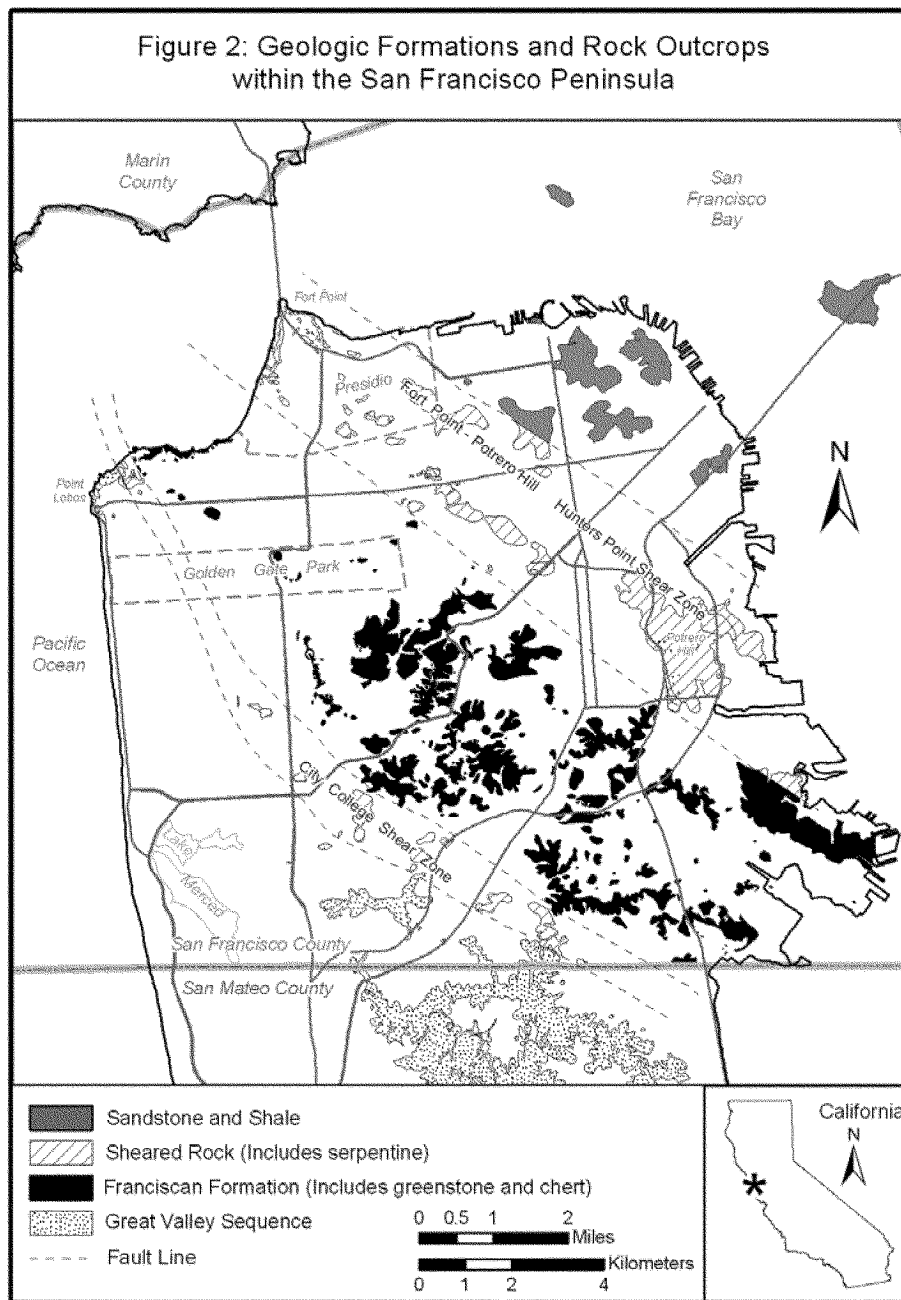 Figure 2: Geologic Formations and Rock Outcrops
within the San Francisco Peninsula
Marin
County
San
Francisco
Bay
Fort Point
Presidio
Fort Point - Potrero Hill
Hunters Point Shear Zone
Point
Lobos
N
Golden Gate Park
Pacific
Ocean
Potrero
Hill
City College Shear Zone
Lake
Merced
San Francisco County
San Mateo County
Sandstone and Shale
Sheared Rock (Includes serpentine)
Franciscan Formation (Includes greenstone and chert)
Great Valley Sequence
Fault Line
0 0.5 1 2
Miles
Kilometers
0 1 2 4
California
N